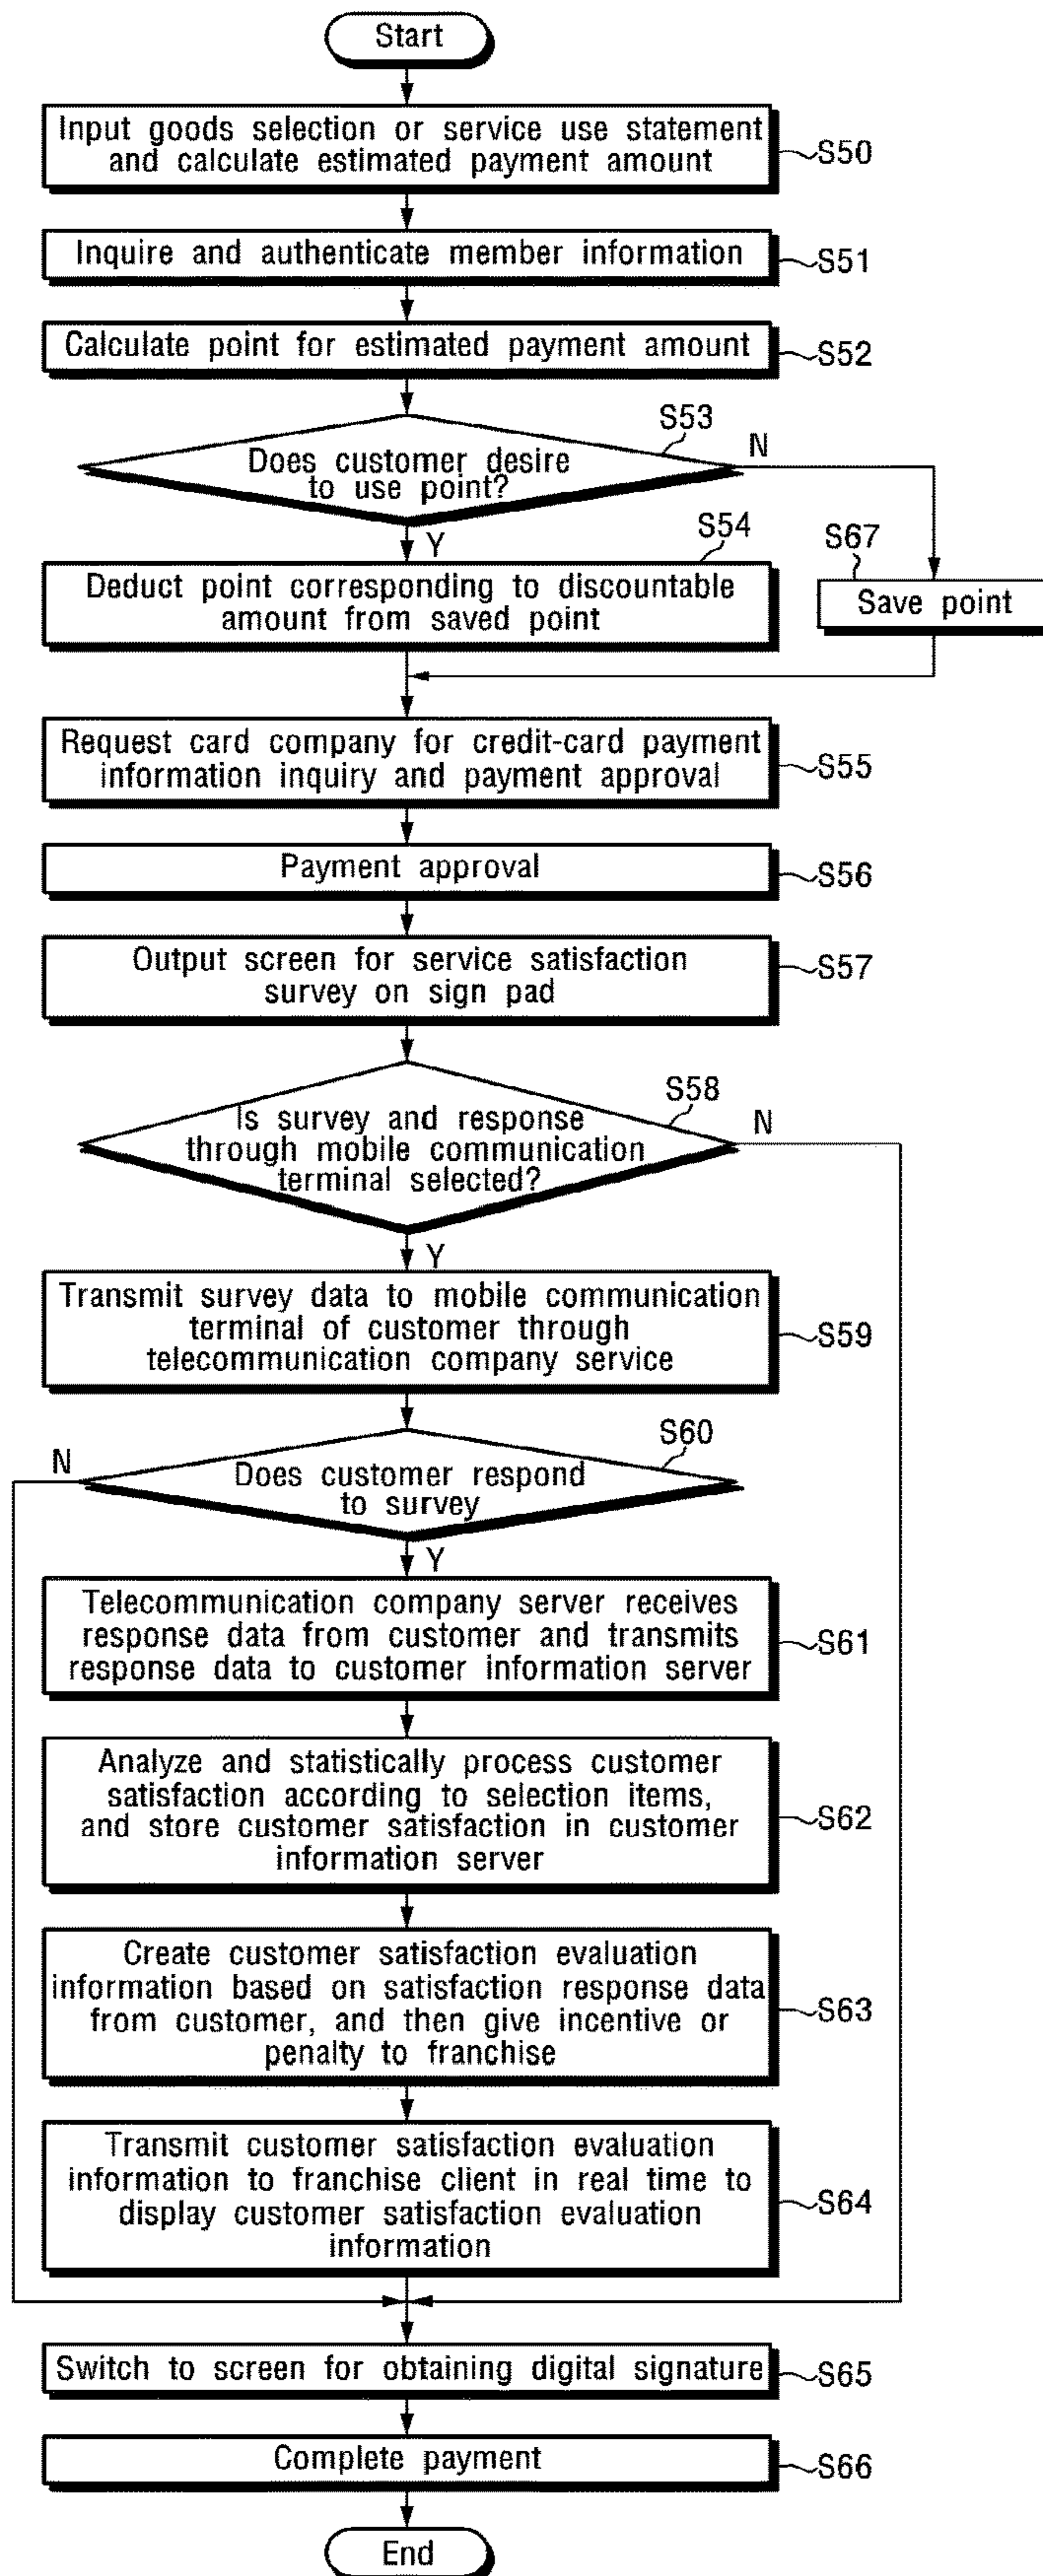 Start
Input goods selection or service use statement
and calculate estimated payment amount
S50
Inquire and authenticate member information
S51
Calculate point for estimated payment amount
S52
S53
Does customer desire
to use point?
N
Y
S54
Deduct point corresponding to discountable
amount from saved point
S67
Save point
Request card company for credit-card payment
information inquiry and payment approval
S55
Payment approval
S56
Output screen for service satisfaction
survey on sign pad
S57
S58
Is survey and response
through mobile communication
terminal selected?
N
Y
Transmit survey data to mobile communication
terminal of customer through
telecommunication company service
S59
S60
N
Does customer respond
to survey
Y
Telecommunication company server receives
response data from customer and transmits
response data to customer information server
S61
Analyze and statistically process customer
satisfaction according to selection items,
and store customer satisfaction in customer
information server
S62
Create customer satisfaction evaluation
information based on satisfaction response data
from customer, and then give incentive or
penalty to franchise
S63
Transmit customer satisfaction evaluation
information to franchise client in real time to
display customer satisfaction evaluation
information
S64
Switch to screen for obtaining digital signature
S65
Complete payment
S66
End